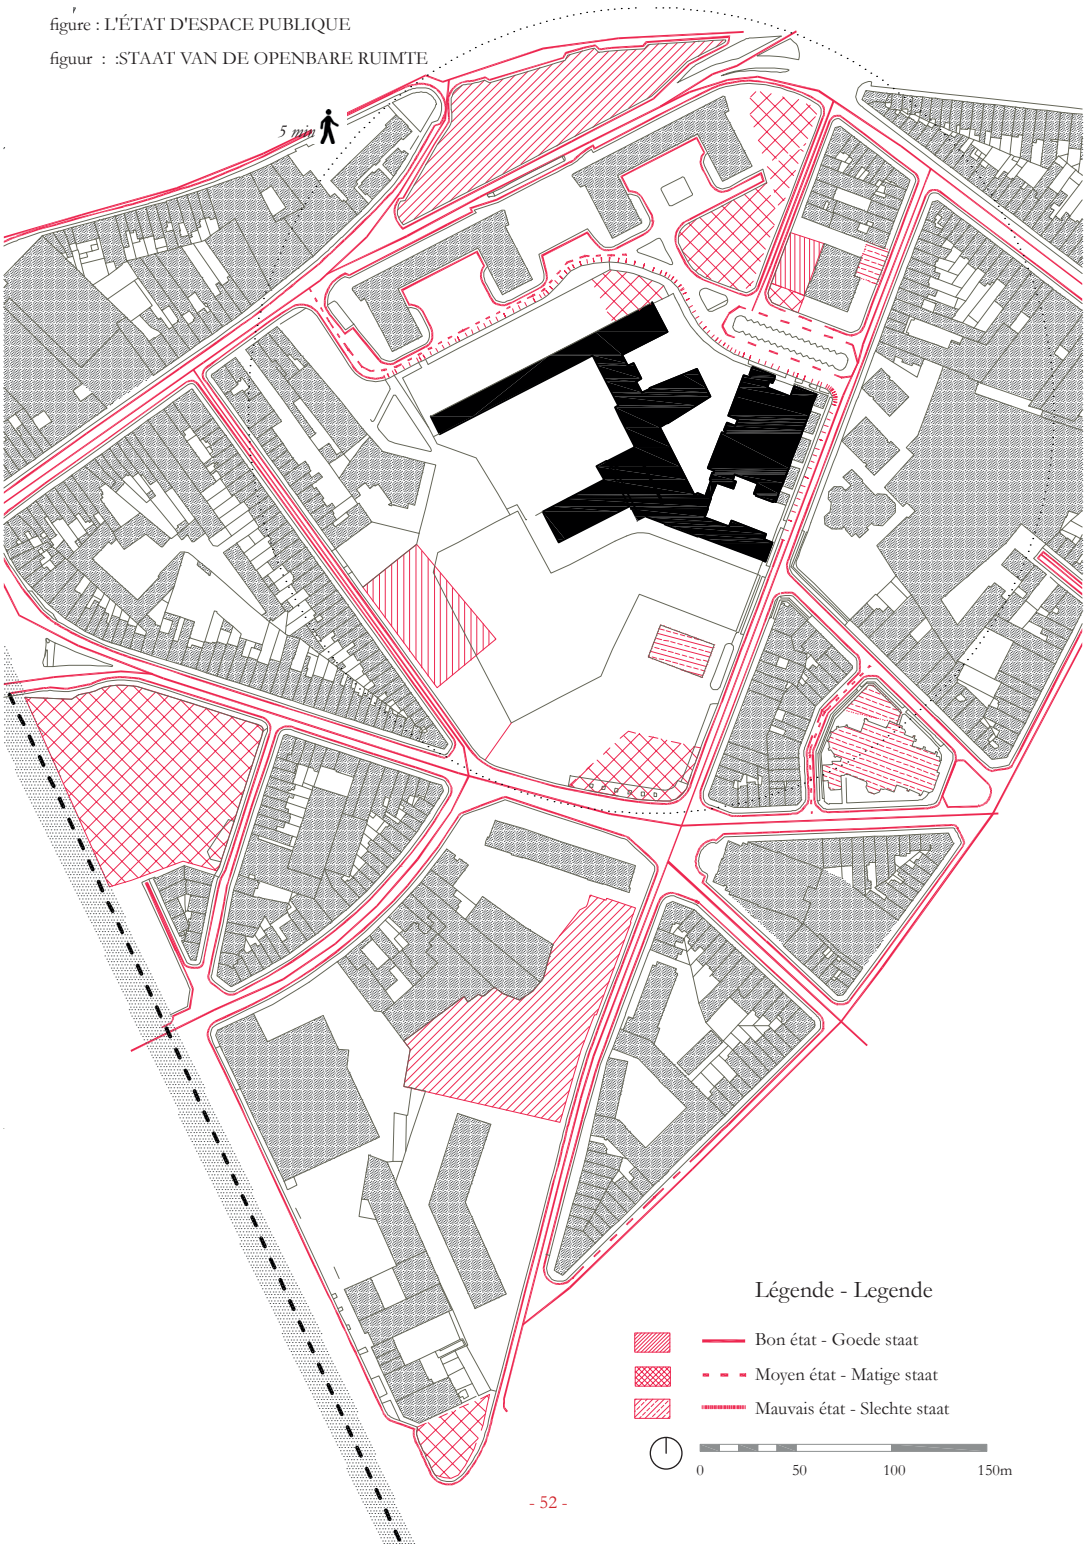 figure : L'ÉTAT D'ESPACE PUBLIQUE
figuur : :STAAT VAN DE OPENBARE RUIMTE
5 min
Légende - Legende
Bon état - Goede staat
Moyen état - Matige staat
Mauvais état - Slechte staat
0 50 100 150m
- 52 -